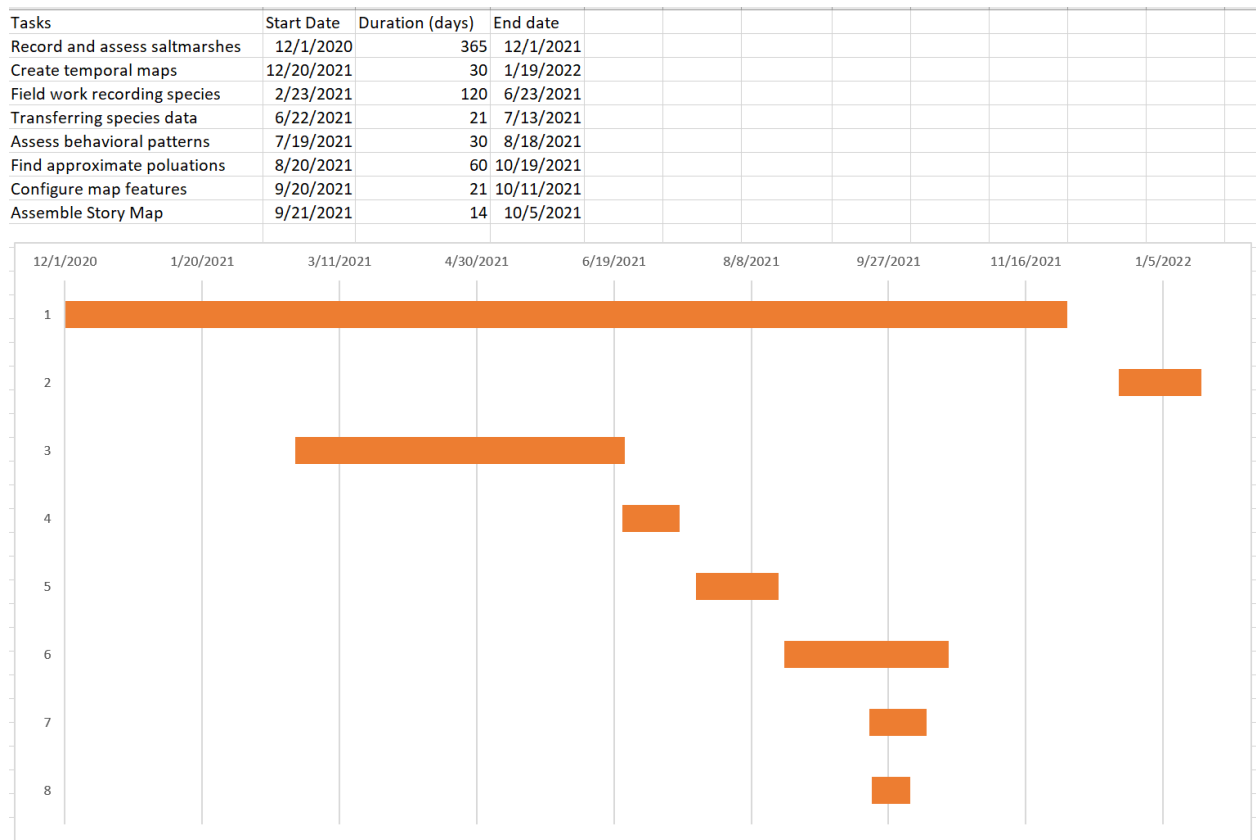 Tasks Start Date Duration (days) End date
Record and assess saltmarshes 12/1/2020 365 12/1/2021
Create temporal maps 12/20/2021 30 1/19/2022
Field work recording species 2/23/2021 120 6/23/2021
Transferring species data 6/22/2021 21 7/13/2021
Assess behavioral patterns 7/19/2021 30 8/18/2021
Find approximate poluations 8/20/2021 60 10/19/2021
Configure map features 9/20/2021 21 10/11/2021
Assemble Story Map 9/21/2021 14 10/5/2021
12/1/2020 1/20/2021 3/11/2021 4/30/2021 6/19/2021 8/8/2021 9/27/2021 11/16/2021 1/5/2022
1
2
3
4
5
6
7
8